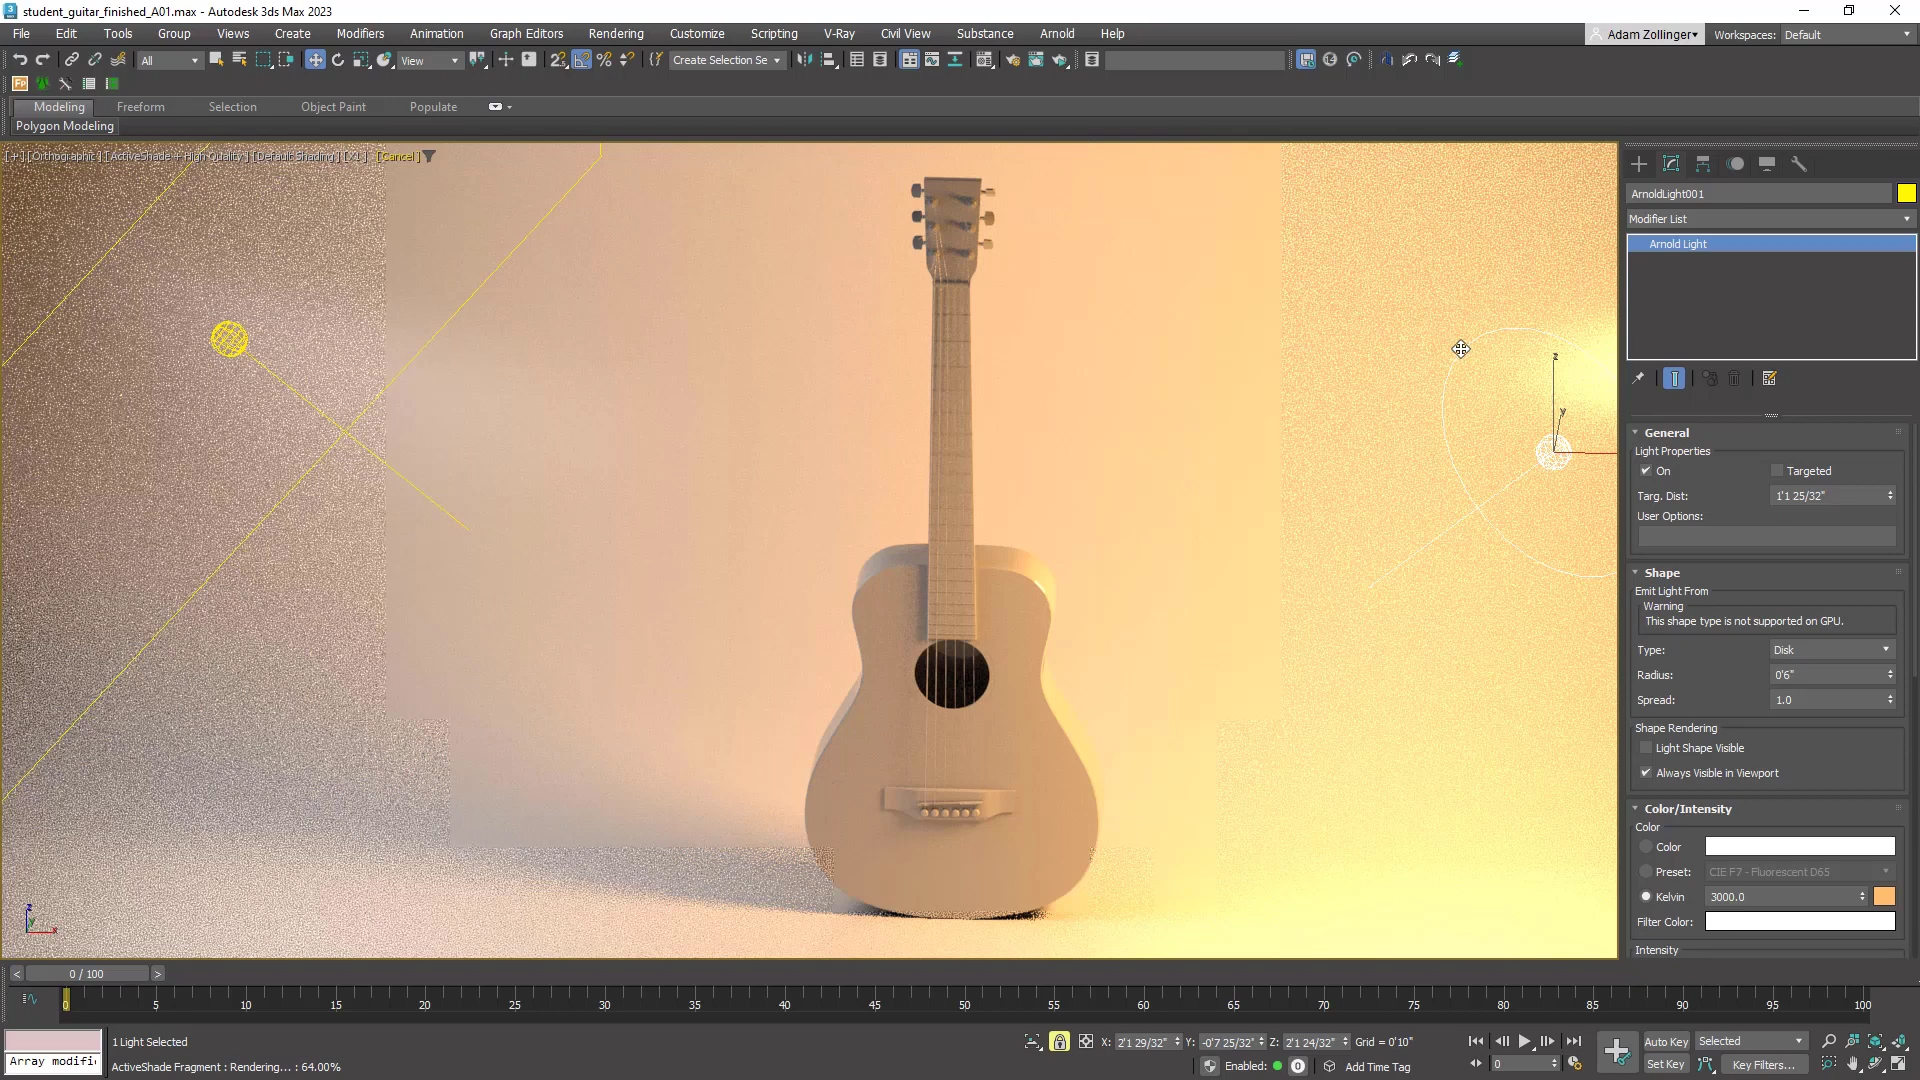 student_guitar_finished_A01.max - Autodesk 3ds Max 2023
File Edit Tools Group Views Create Modifiers Animation Graph Editors Rendering Customize Scripting V-Ray Civil View Substance Arnold Help Adam Zollinger Workspaces: Default
All View Create Selection Se
Modeling Freeform Selection Object Paint Populate
Polygon Modeling
[+] [Orthographic] [ActiveShade + High Quality] [Default Shading] [X1] [Cancel]
ArnoldLight001
Modifier List
Arnold Light
z
y
General
Light Properties
On Targeted
Targ. Dist: 1'1 25/32"
User Options:
Shape
Emit Light From
Warning
This shape type is not supported on GPU.
Type: Disk
Radius: 0'6"
Spread: 1.0
Shape Rendering
Light Shape Visible
Always Visible in Viewport
Color/Intensity
Color
Color
Preset: CIE F7 - Fluorescent D65
Kelvin 3000.0
Filter Color:
Intensity
z
y
x
< 0 / 100 >
0 5 10 15 20 25 30 35 40 45 50 55 60 65 70 75 80 85 90 95 100
1 Light Selected X: 2'1 29/32" Y: -0'7 25/32" Z: 2'1 24/32" Grid = 0'10" Auto Key Selected
Array modifi ActiveShade Fragment : Rendering... : 64.00% Enabled: 0 Add Time Tag 0 Set Key Key Filters...